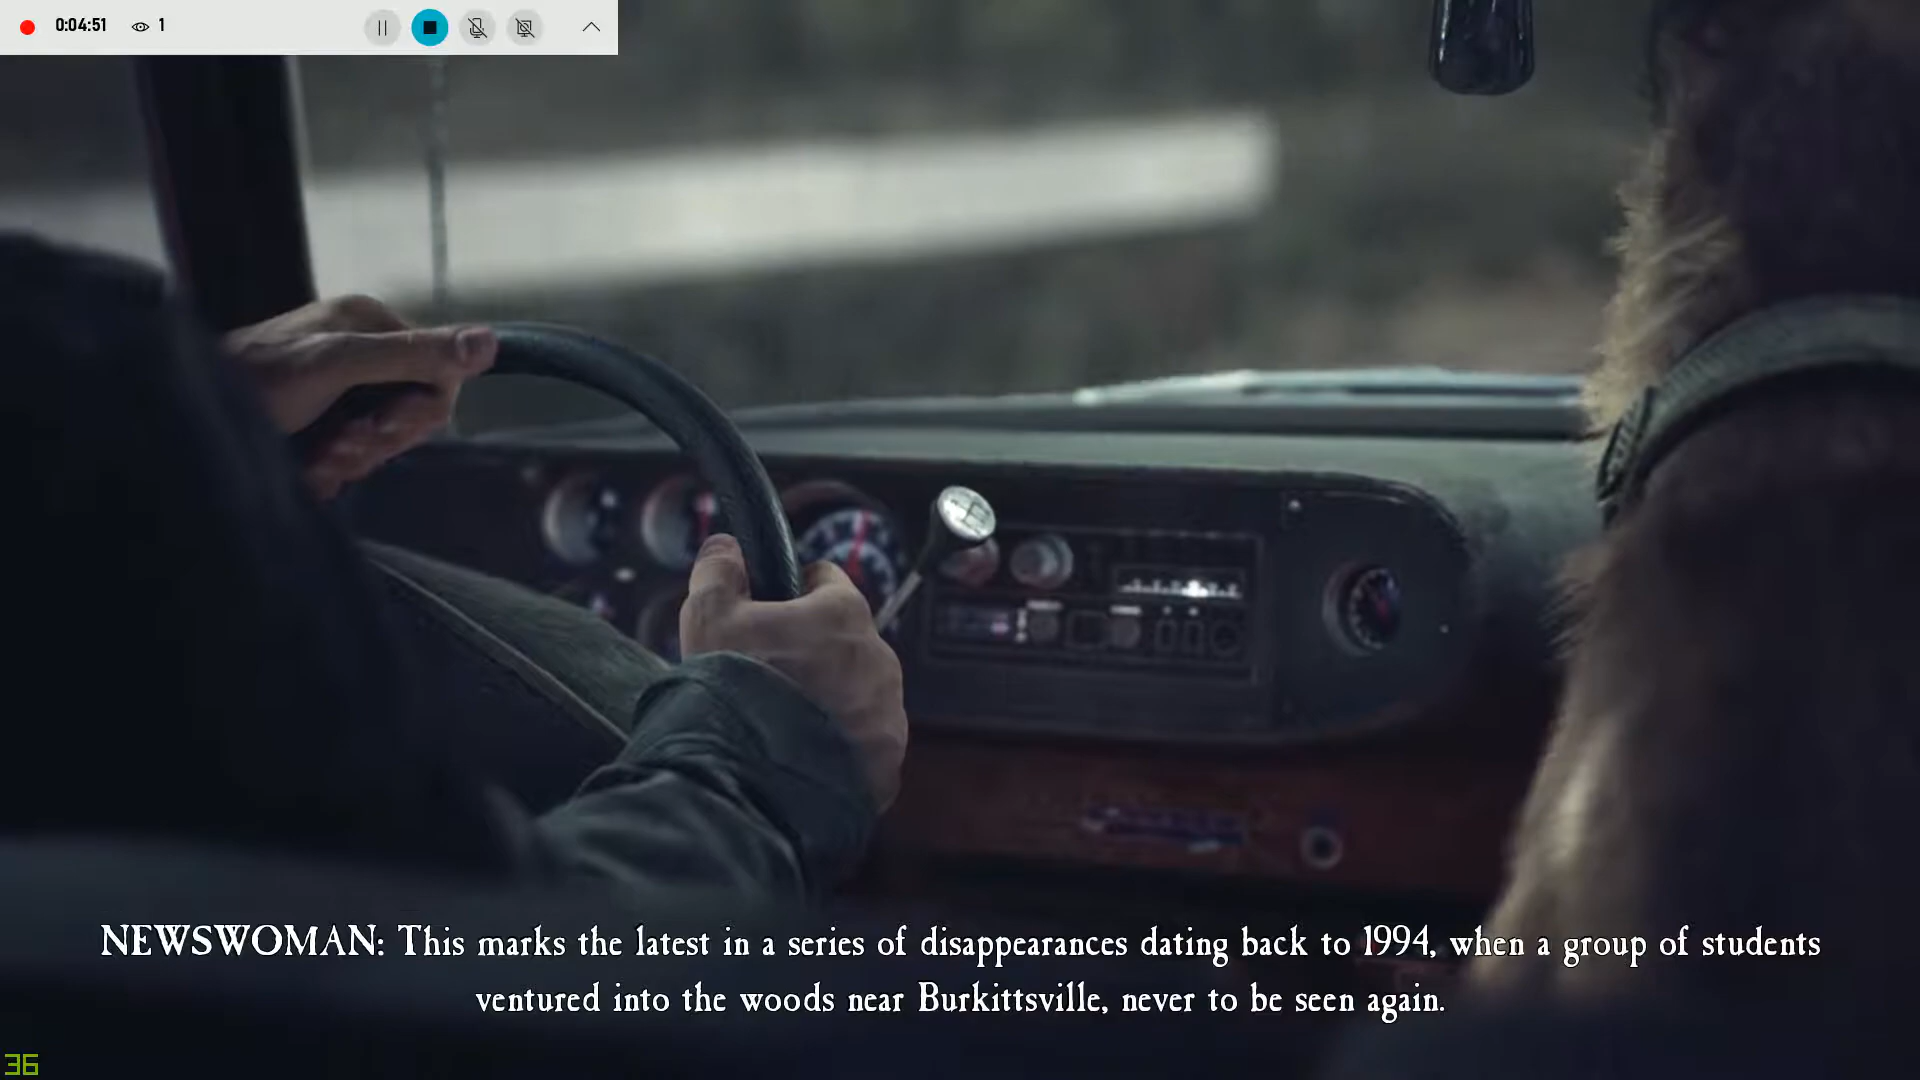 0:04:51 1
NEWSWOMAN: This marks the latest in a series of disappearances dating back to 1994, when a group of students
ventured into the woods near Burkittsville, never to be seen again.
36